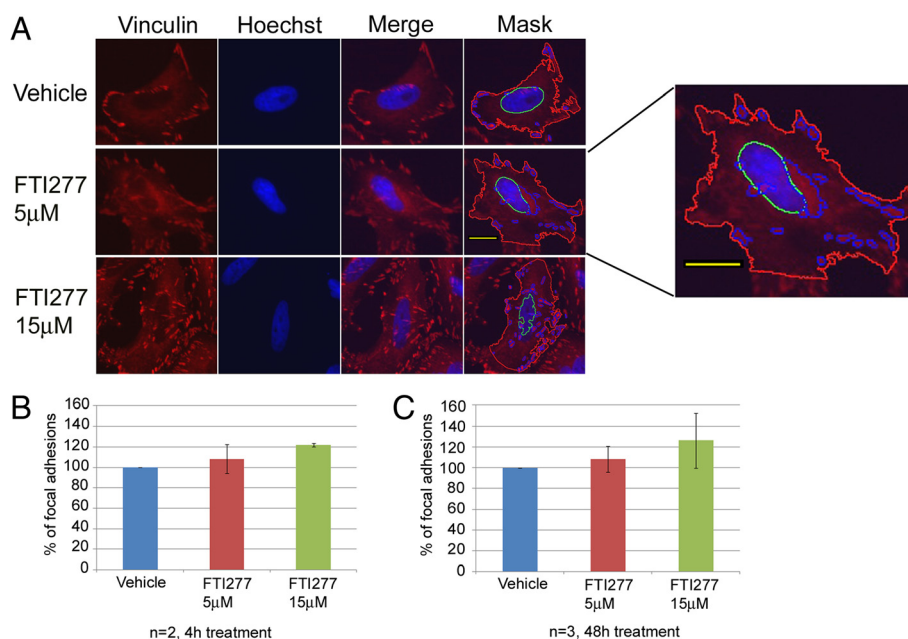 A
Vinculin Hoechst Merge Mask
Vehicle
FTI277
5μM
FTI277
15μM
B
% of focal adhesions
160
140
120
100
80
60
40
20
0
Vehicle FTI277 FTI277
5μM 15μM
n=2, 4h treatment
C
% of focal adhesions
160
140
120
100
80
60
40
20
0
Vehicle FTI277 FTI277
5μM 15μM
n=3, 48h treatment